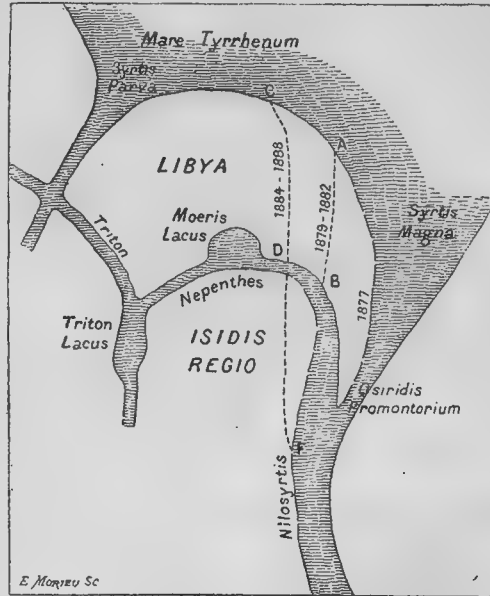 Mare Tyrrhenum
Syrtis
Parva
C
A
LIBYA
1884-1888
1879-1882
Syrtis
Magna
Triton
Moeris
Lacus
D
B
Nepenthes
1877
Triton
Lacus
ISIDIS
REGIO
Osiridis
Promontorium
Nilosyrtis
E. MORIEU SC